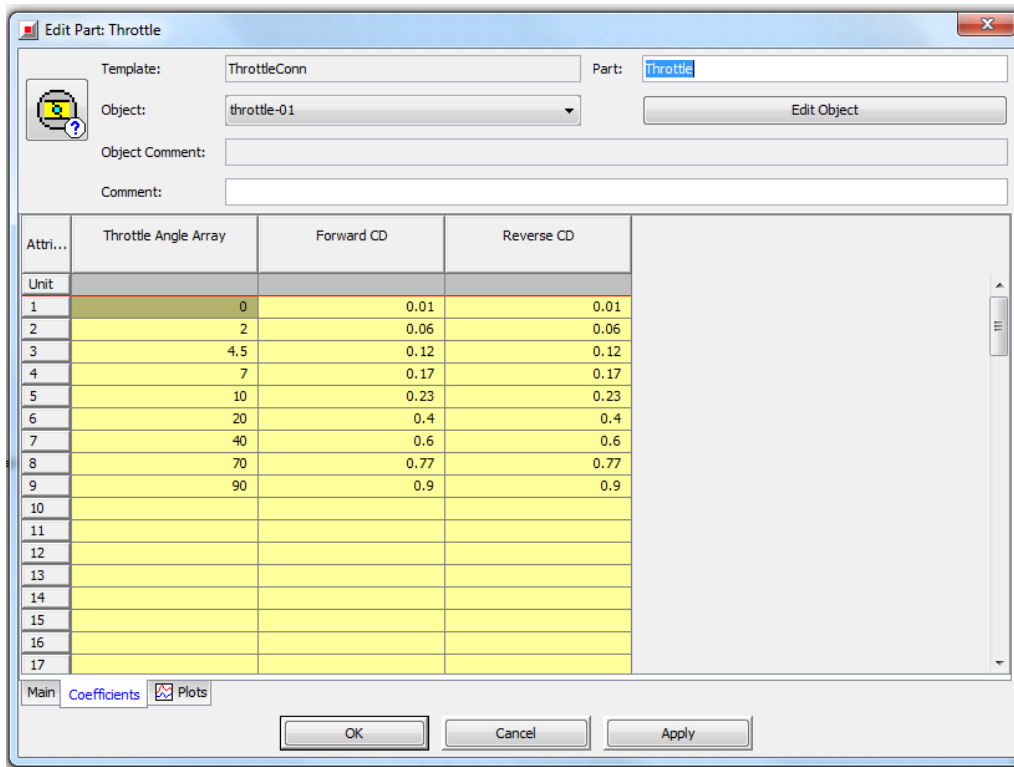 Edit Part: Throttle
Template: ThrottleConn Part: Throttle
Object: throttle-01 Edit Object
?
Object Comment:
Comment:
Attri... Throttle Angle Array Forward CD Reverse CD
Unit
1 0 0.01 0.01
2 2 0.06 0.06
3 4.5 0.12 0.12
4 7 0.17 0.17
5 10 0.23 0.23
6 20 0.4 0.4
7 40 0.6 0.6
8 70 0.77 0.77
9 90 0.9 0.9
10
11
12
13
14
15
16
17
Main Coefficients Plots
OK Cancel Apply